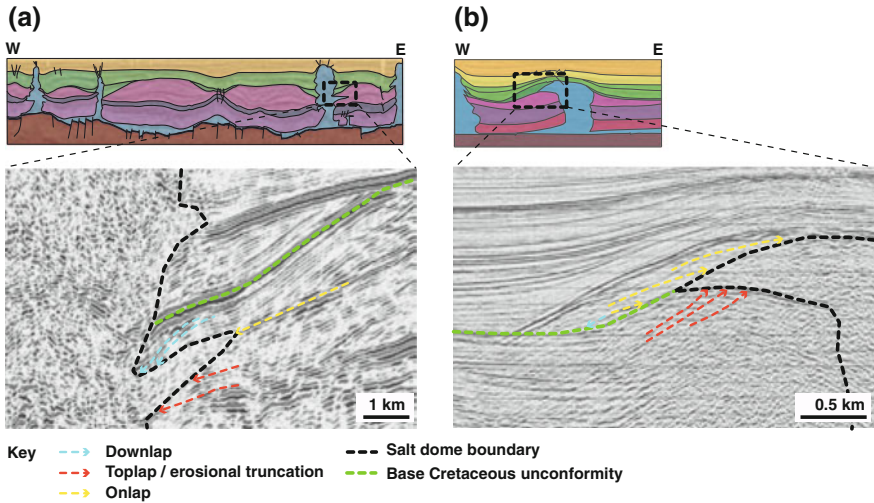 (a)
W E
(b)
W E
1 km
0.5 km
Key
Downlap
Toplap / erosional truncation
Onlap
Salt dome boundary
Base Cretaceous unconformity